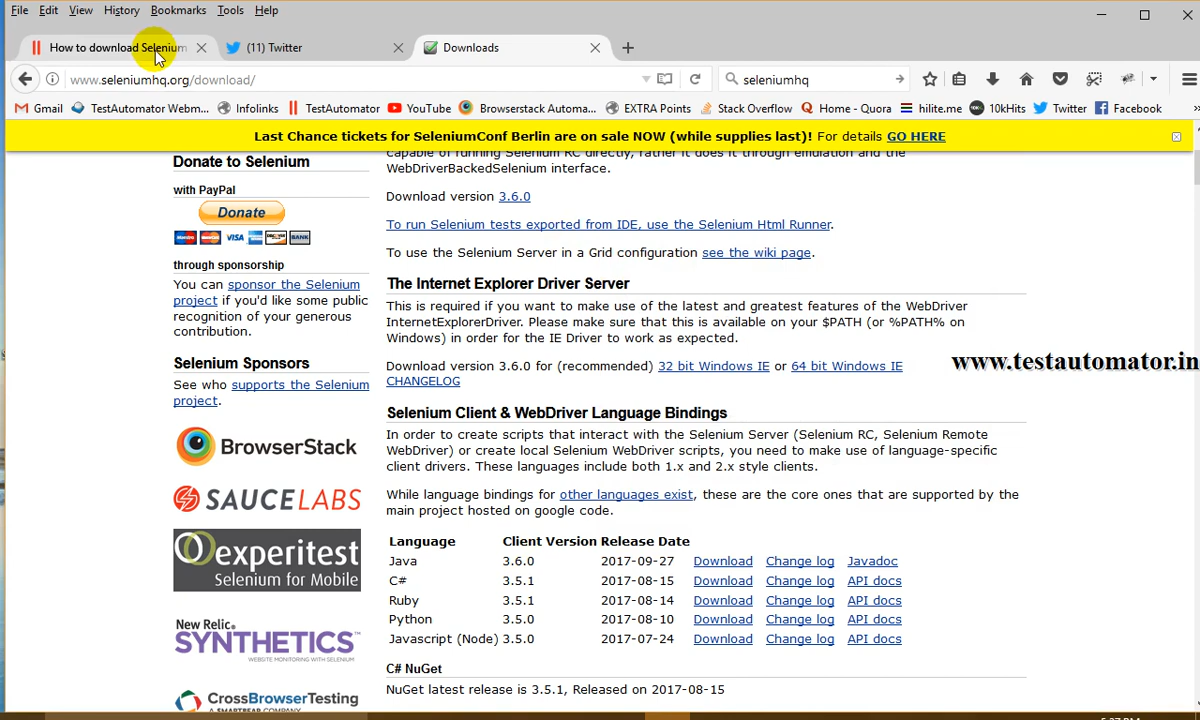 File Edit View History Bookmarks Tools Help
How to download Selenium
(11) Twitter
Downloads
www.seleniumhq.org/download/
seleniumhq
Gmail TestAutomator Webm... Infolinks TestAutomator YouTube Browserstack Automa... EXTRA Points Stack Overflow Home - Quora hilite.me 10kHits Twitter Facebook
Last Chance tickets for SeleniumConf Berlin are on sale NOW (while supplies last)! For details GO HERE
Donate to Selenium
with PayPal
Donate
VISA
BANK
through sponsorship
You can sponsor the Selenium
project if you'd like some public
recognition of your generous
contribution.
Selenium Sponsors
See who supports the Selenium
project.
BrowserStack
SAUCELABS
experitest
Selenium for Mobile
New Relic.
SYNTHETICS™
WEBSITE MONITORING WITH SELENIUM
CrossBrowserTesting
A SMARTBEAR COMPANY
capable of running Selenium RC directly, rather it does it through emulation and the
WebDriverBackedSelenium interface.
Download version 3.6.0
To run Selenium tests exported from IDE, use the Selenium Html Runner.
To use the Selenium Server in a Grid configuration see the wiki page.
The Internet Explorer Driver Server
This is required if you want to make use of the latest and greatest features of the WebDriver
InternetExplorerDriver. Please make sure that this is available on your $PATH (or %PATH% on
Windows) in order for the IE Driver to work as expected.
Download version 3.6.0 for (recommended) 32 bit Windows IE or 64 bit Windows IE
CHANGELOG
Selenium Client & WebDriver Language Bindings
In order to create scripts that interact with the Selenium Server (Selenium RC, Selenium Remote
WebDriver) or create local Selenium WebDriver scripts, you need to make use of language-specific
client drivers. These languages include both 1.x and 2.x style clients.
While language bindings for other languages exist, these are the core ones that are supported by the
main project hosted on google code.
Language Client Version Release Date
Java 3.6.0 2017-09-27 Download Change log Javadoc
C# 3.5.1 2017-08-15 Download Change log API docs
Ruby 3.5.1 2017-08-14 Download Change log API docs
Python 3.5.0 2017-08-10 Download Change log API docs
Javascript (Node) 3.5.0 2017-07-24 Download Change log API docs
C# NuGet
NuGet latest release is 3.5.1, Released on 2017-08-15
www.testautomator.in